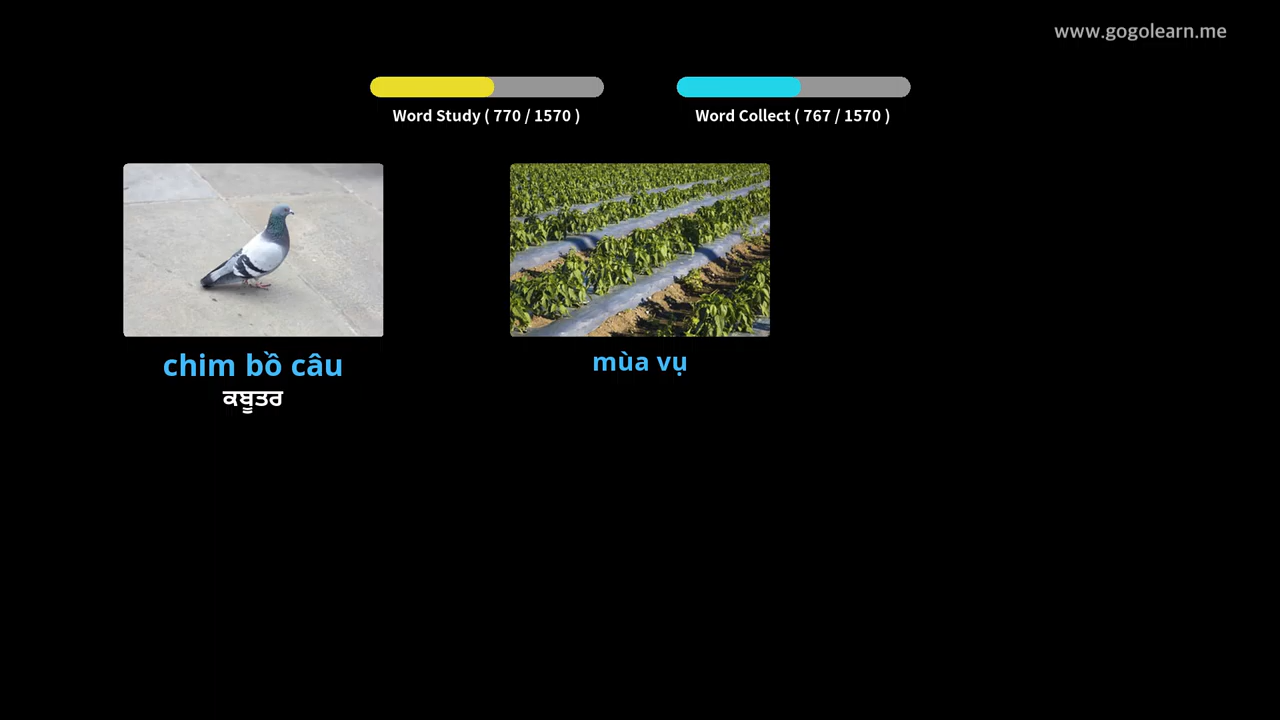 www.gogolearn.me
Word Study ( 770 / 1570 )
Word Collect ( 767 / 1570 )
chim bồ câu
ਕਬੂਤਰ
mùa vụ